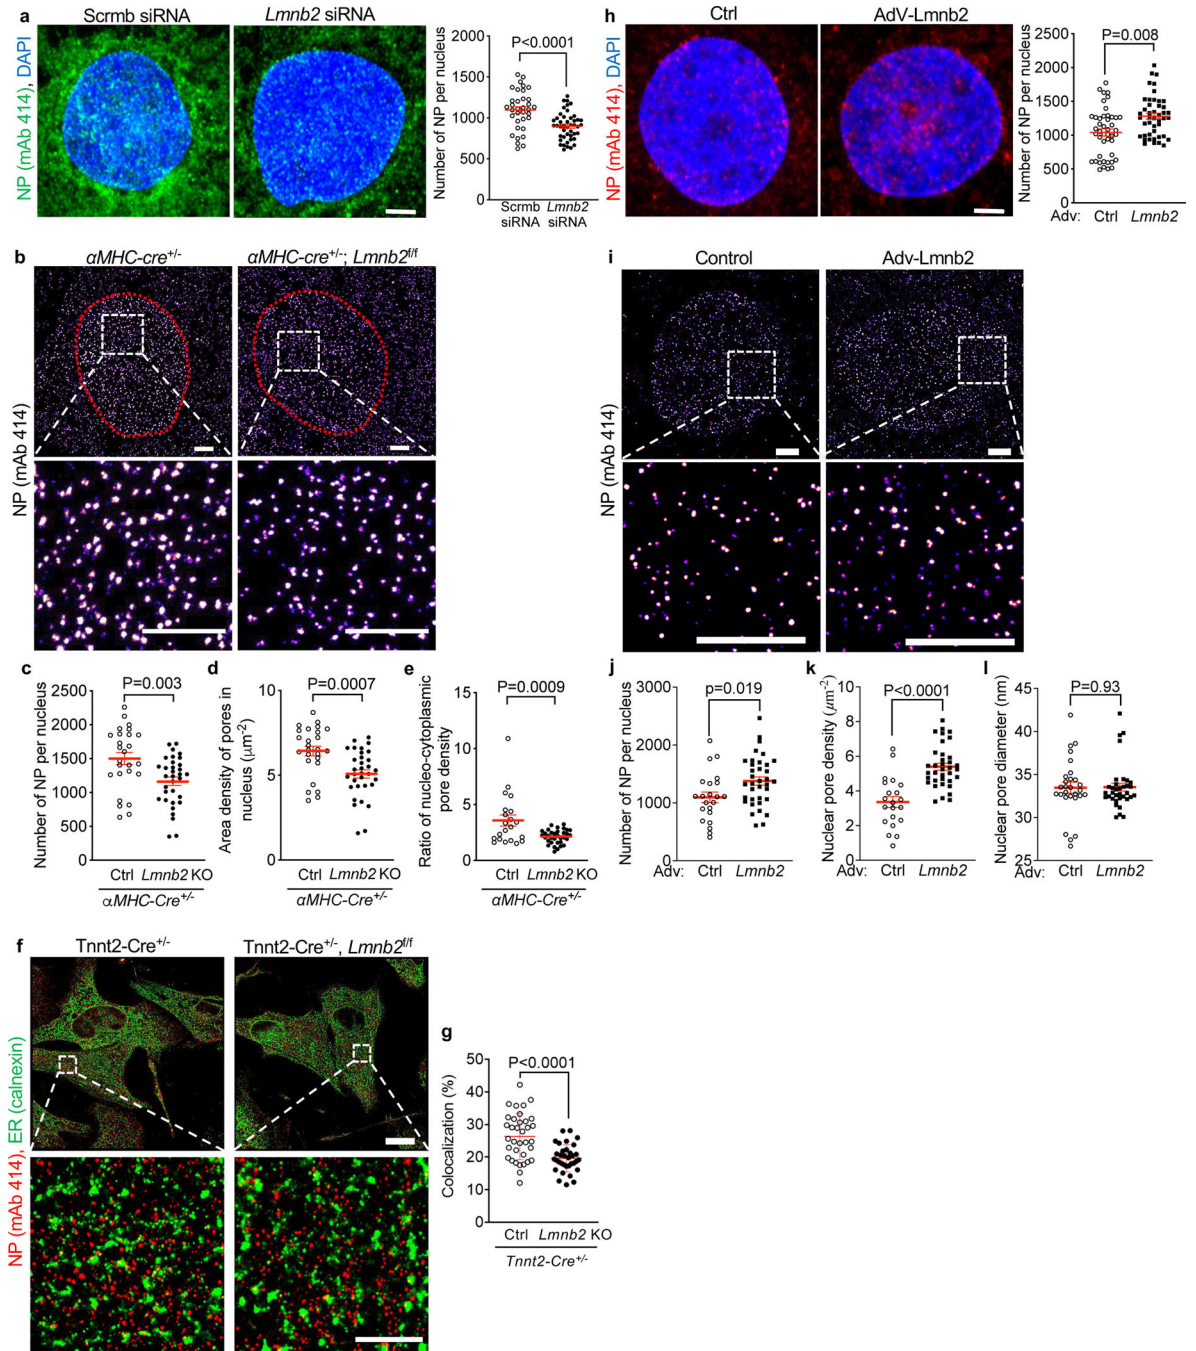 a
Scrmb siRNA
Lmnb2 siRNA
NP (mAb 414), DAPI
Number of NP per nucleus
2000
1500
1000
500
0
P<0.0001
Scrmb Lmnb2
siRNA siRNA
h
Ctrl
AdV-Lmnb2
NP (mAb 414), DAPI
Number of NP per nucleus
2500
2000
1500
1000
500
0
P=0.008
Adv: Ctrl Lmnb2
b
αMHC-cre+/-
αMHC-cre+/-; Lmnb2f/f
NP (mAb 414)
i
Control
Adv-Lmnb2
NP (mAb 414)
c
Number of NP per nucleus
2500
2000
1500
1000
500
0
P=0.003
Ctrl Lmnb2 KO
αMHC-Cre+/-
d
Area density of pores in
nucleus (μm-2)
10
5
0
P=0.0007
Ctrl Lmnb2 KO
αMHC-Cre+/-
e
Ratio of nucleo-cytoplasmic
pore density
15
10
5
0
P=0.0009
Ctrl Lmnb2 KO
αMHC-Cre+/-
j
Number of NP per nucleus
3000
2000
1000
0
p=0.019
Adv: Ctrl Lmnb2
k
Nuclear pore density (μm-2)
10
8
6
4
2
0
P<0.0001
Adv: Ctrl Lmnb2
l
Nuclear pore diameter (nm)
45
40
35
30
25
P=0.93
Adv: Ctrl Lmnb2
f
Tnnt2-Cre+/-
Tnnt2-Cre+/-, Lmnb2f/f
NP (mAb 414), ER (calnexin)
g
Colocalization (%)
50
40
30
20
10
0
P<0.0001
Ctrl Lmnb2 KO
Tnnt2-Cre+/-